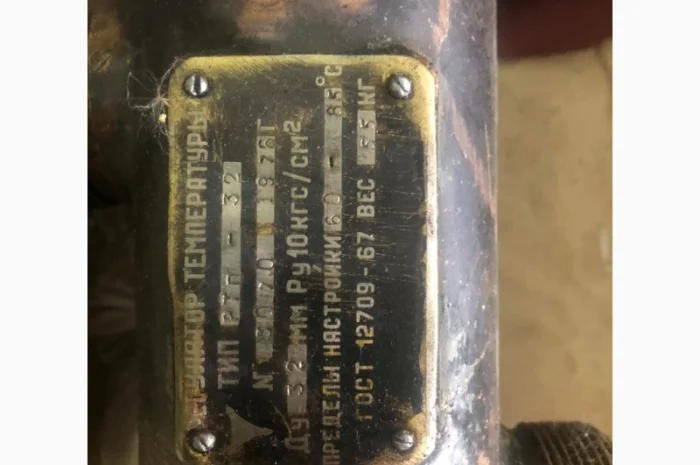 РЕГУЛЯТОР ТЕМПЕРАТУРЫ
ТИП РТП - 32
N 1976Г
ДУ 32 ММ РУ 10 КГС/СМ²
ПРЕДЕЛЫ НАСТРОЙКИ 60 - 85°С
ГОСТ 12709-67 ВЕС КГ